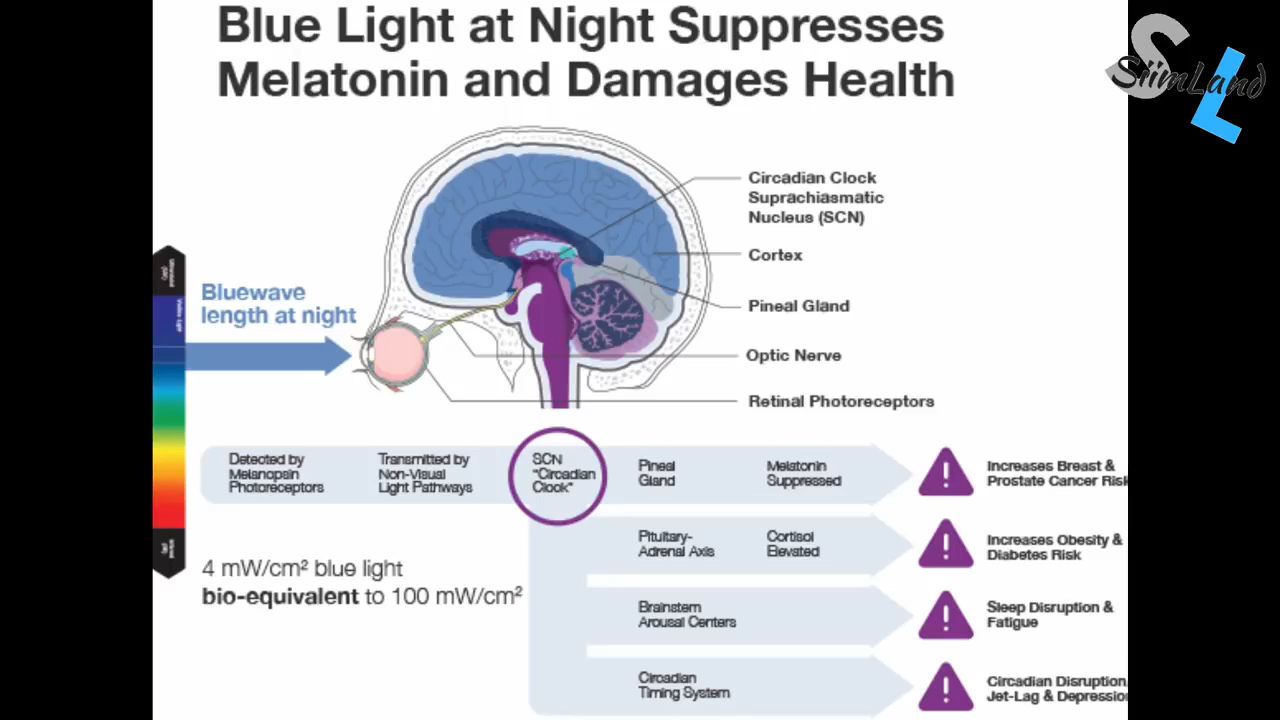 Blue Light at Night Suppresses
Melatonin and Damages Health
SiimLand
Circadian Clock
Suprachiasmatic
Nucleus (SCN)
Cortex
Pineal Gland
Optic Nerve
Retinal Photoreceptors
Bluewave
length at night
Visible Light
Detected by
Melanopsin
Photoreceptors
Transmitted by
Non-Visual
Light Pathways
SCN
"Circadian
Clock"
Pineal
Gland
Melatonin
Suppressed
Increases Breast &
Prostate Cancer Risk
Pituitary-
Adrenal Axis
Cortisol
Elevated
Increases Obesity &
Diabetes Risk
Brainstem
Arousal Centers
Sleep Disruption &
Fatigue
Circadian
Timing System
Circadian Disruption,
Jet-Lag & Depression
4 mW/cm² blue light
bio-equivalent to 100 mW/cm²